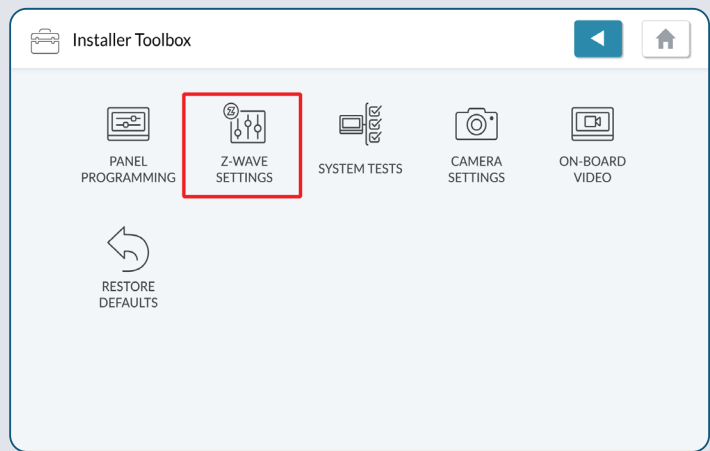 Installer Toolbox
PANEL
PROGRAMMING
Z-WAVE
SETTINGS
SYSTEM TESTS
CAMERA
SETTINGS
ON-BOARD
VIDEO
RESTORE
DEFAULTS